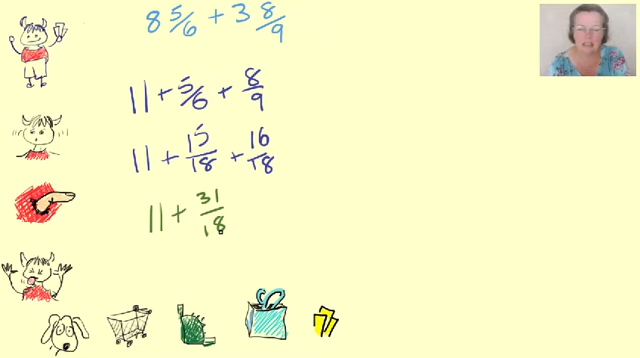 8 5/6 + 3 8/9
11 + 5/6 + 8/9
11 + 15/18 + 16/18
11 + 31/18